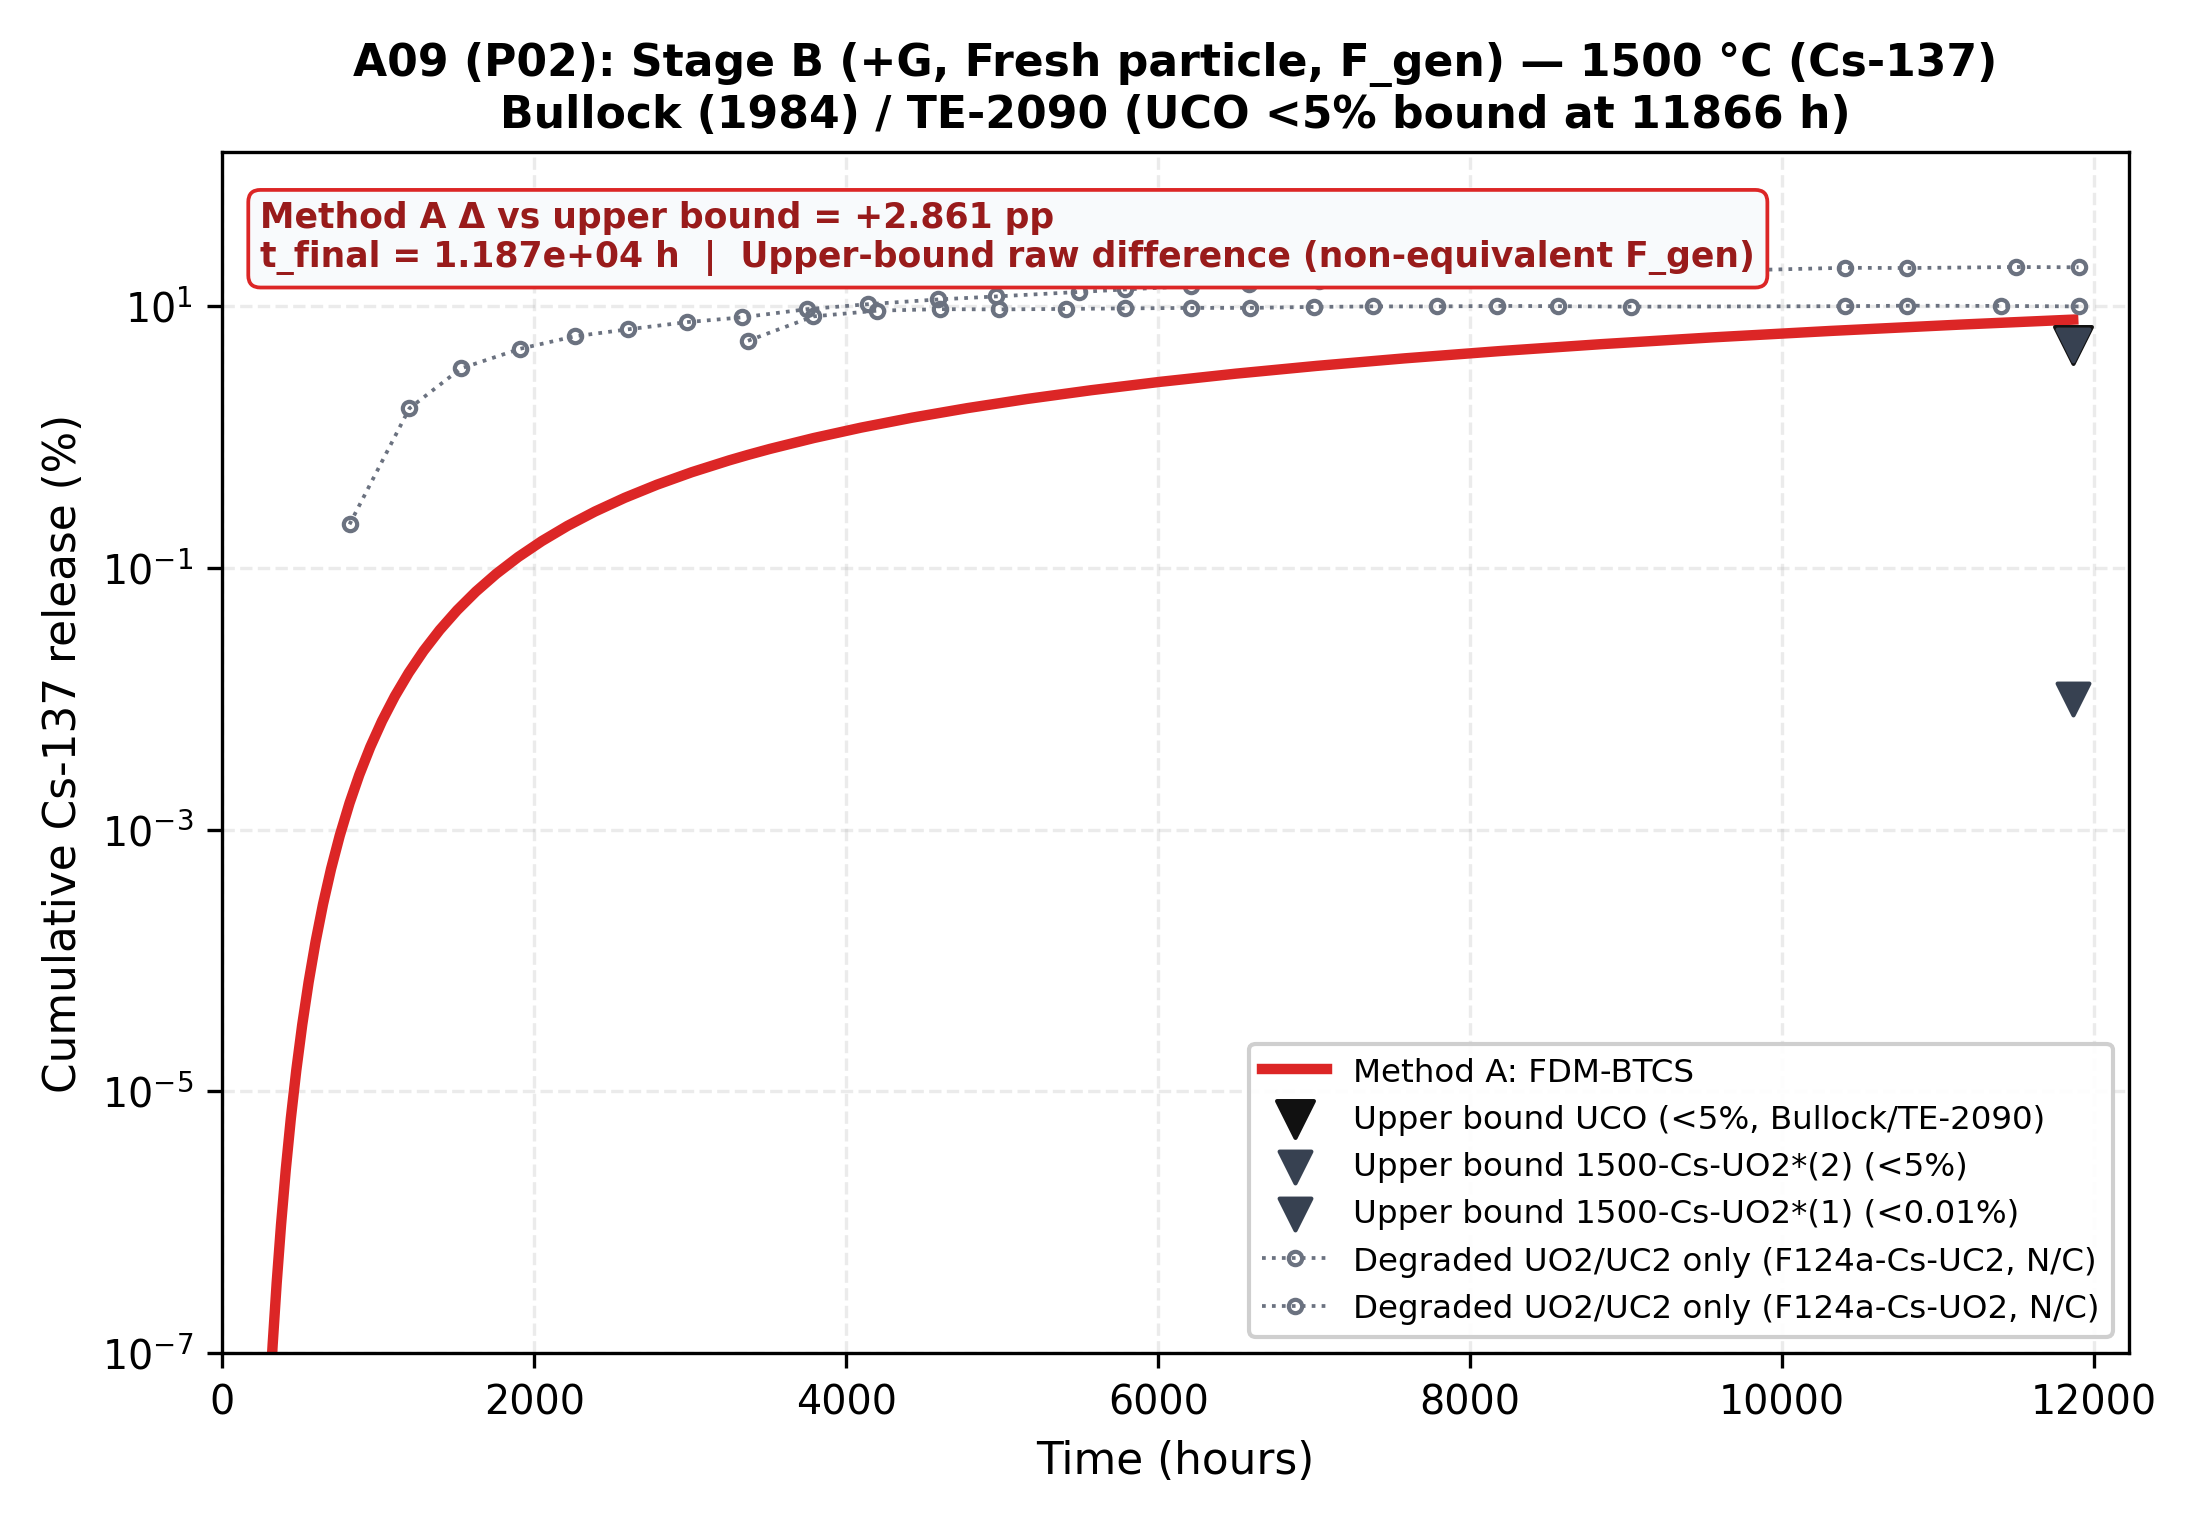 A09 (P02): Stage B (+G, Fresh particle, F_gen) — 1500 °C (Cs-137)
Bullock (1984) / TE-2090 (UCO <5% bound at 11866 h)
Method A Δ vs upper bound = +2.861 pp
t_final = 1.187e+04 h | Upper-bound raw difference (non-equivalent F_gen)
Cumulative Cs-137 release (%)
10¹
10⁻¹
10⁻³
10⁻⁵
10⁻⁷
Method A: FDM-BTCS
Upper bound UCO (<5%, Bullock/TE-2090)
Upper bound 1500-Cs-UO2*(2) (<5%)
Upper bound 1500-Cs-UO2*(1) (<0.01%)
Degraded UO2/UC2 only (F124a-Cs-UC2, N/C)
Degraded UO2/UC2 only (F124a-Cs-UO2, N/C)
0 2000 4000 6000 8000 10000 12000
Time (hours)